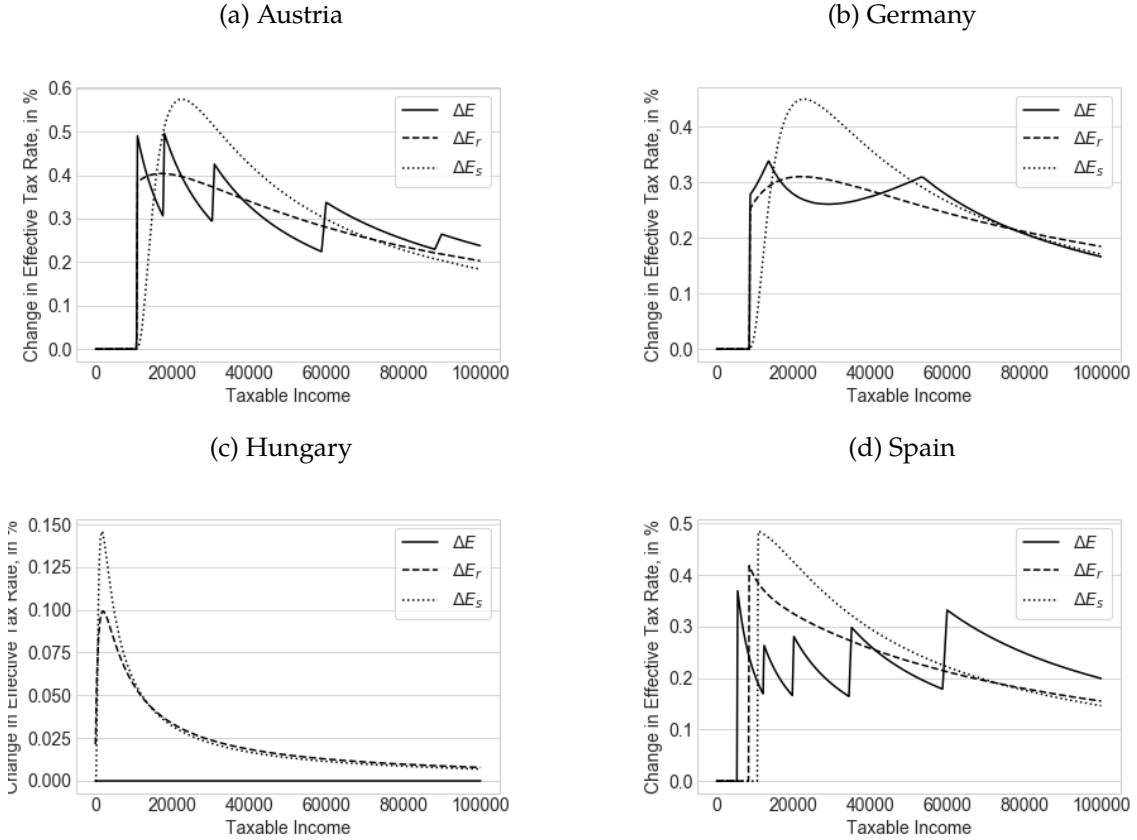 (a) Austria
(b) Germany
Change in Effective Tax Rate, in %
0.6
0.5
0.4
0.3
0.2
0.1
0.0
ΔE
ΔE_r
ΔE_s
0 20000 40000 60000 80000 100000
Taxable Income
Change in Effective Tax Rate, in %
0.4
0.3
0.2
0.1
0.0
ΔE
ΔE_r
ΔE_s
0 20000 40000 60000 80000 100000
Taxable Income
(c) Hungary
(d) Spain
Change in Effective Tax Rate, in %
0.150
0.125
0.100
0.075
0.050
0.025
0.000
ΔE
ΔE_r
ΔE_s
0 20000 40000 60000 80000 100000
Taxable Income
Change in Effective Tax Rate, in %
0.5
0.4
0.3
0.2
0.1
0.0
ΔE
ΔE_r
ΔE_s
0 20000 40000 60000 80000 100000
Taxable Income